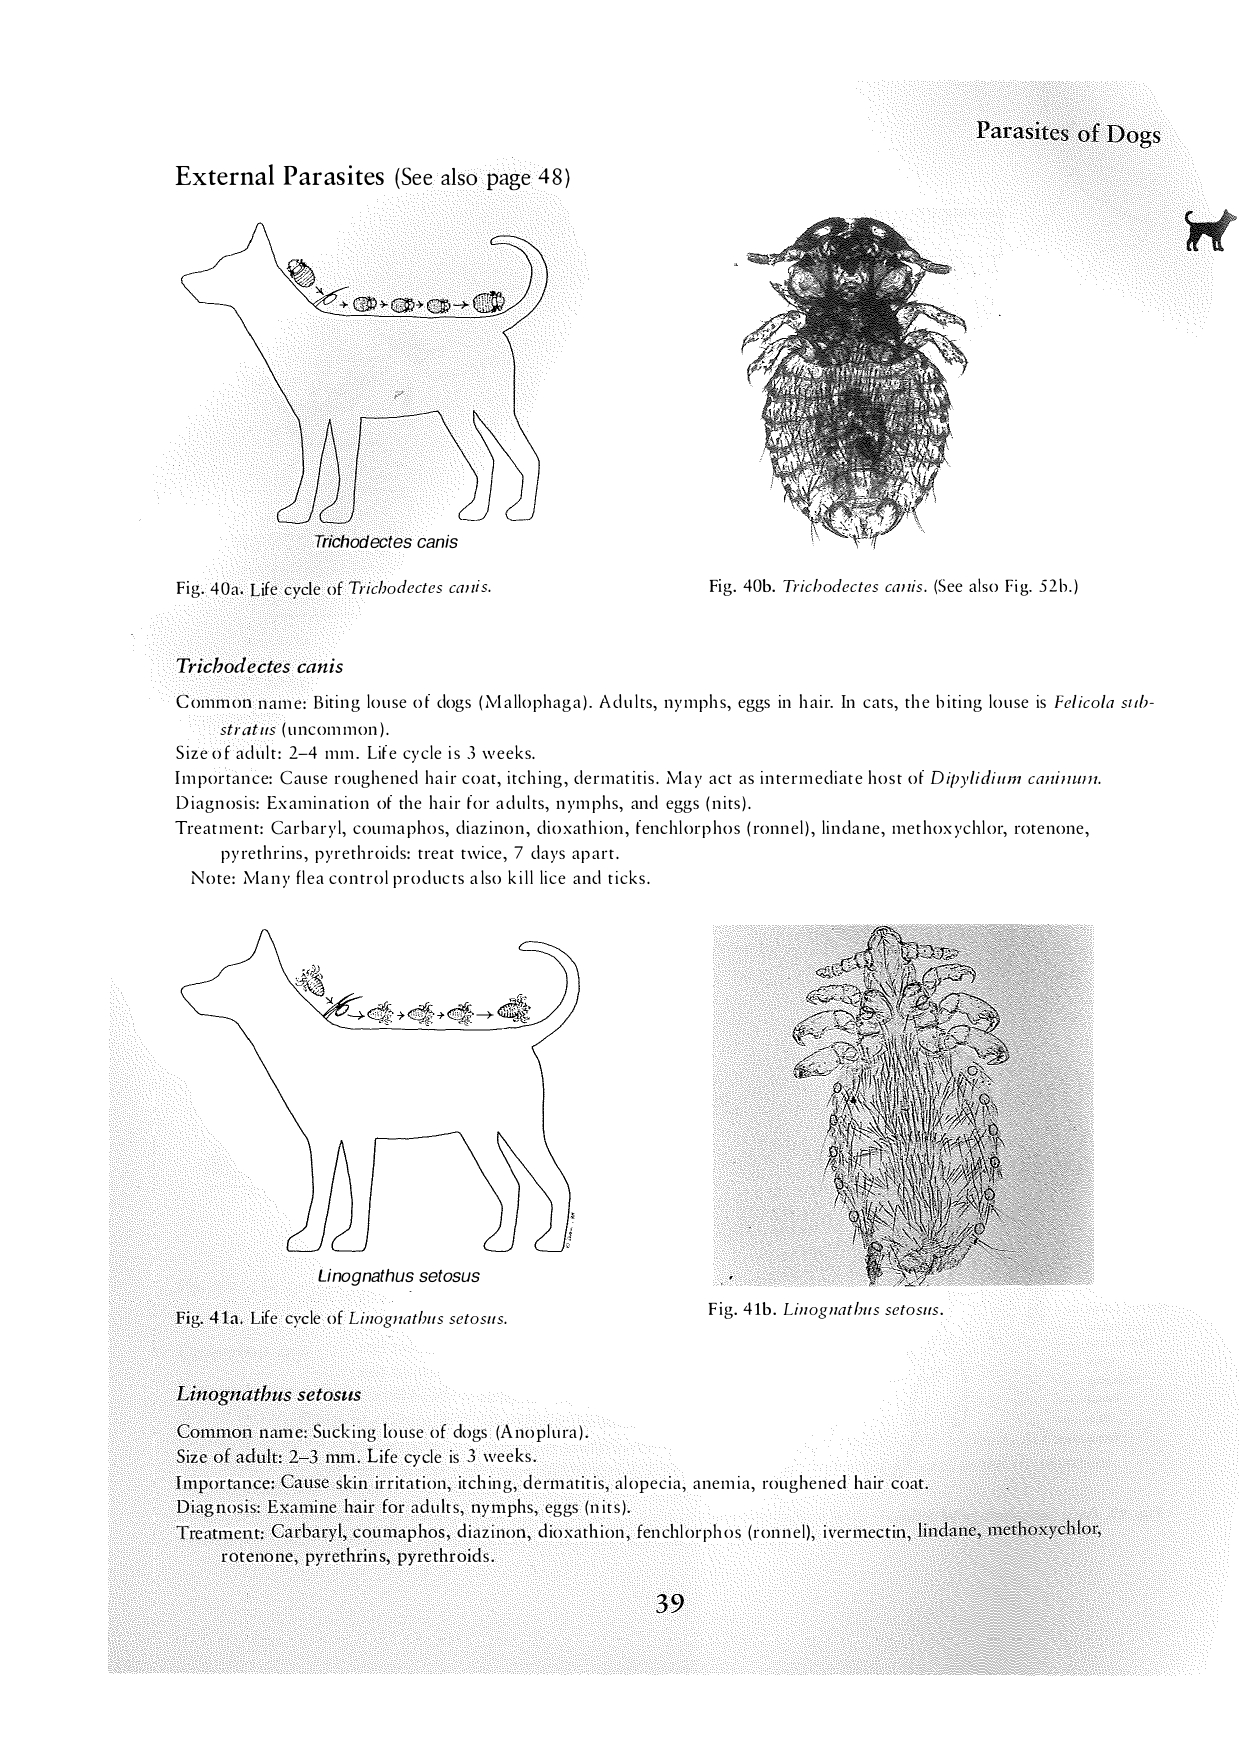 Parasites of Dogs
External Parasites (See also page 48)
Trichodectes canis
Fig. 40a. Life cycle of Trichodectes canis.
Fig. 40b. Trichodectes canis. (See also Fig. 52b.)
Trichodectes canis
Common name: Biting louse of dogs (Mallophaga). Adults, nymphs, eggs in hair. In cats, the biting louse is Felicola sub-
stratus (uncommon).
Size of adult: 2–4 mm. Life cycle is 3 weeks.
Importance: Cause roughened hair coat, itching, dermatitis. May act as intermediate host of Dipylidium caninum.
Diagnosis: Examination of the hair for adults, nymphs, and eggs (nits).
Treatment: Carbaryl, coumaphos, diazinon, dioxathion, fenchlorphos (ronnel), lindane, methoxychlor, rotenone,
pyrethrins, pyrethroids: treat twice, 7 days apart.
Note: Many flea control products also kill lice and ticks.
Linognathus setosus
Fig. 41a. Life cycle of Linognathus setosus.
Fig. 41b. Linognathus setosus.
Linognathus setosus
Common name: Sucking louse of dogs (Anoplura).
Size of adult: 2–3 mm. Life cycle is 3 weeks.
Importance: Cause skin irritation, itching, dermatitis, alopecia, anemia, roughened hair coat.
Diagnosis: Examine hair for adults, nymphs, eggs (nits).
Treatment: Carbaryl, coumaphos, diazinon, dioxathion, fenchlorphos (ronnel), ivermectin, lindane, methoxychlor,
rotenone, pyrethrins, pyrethroids.
39